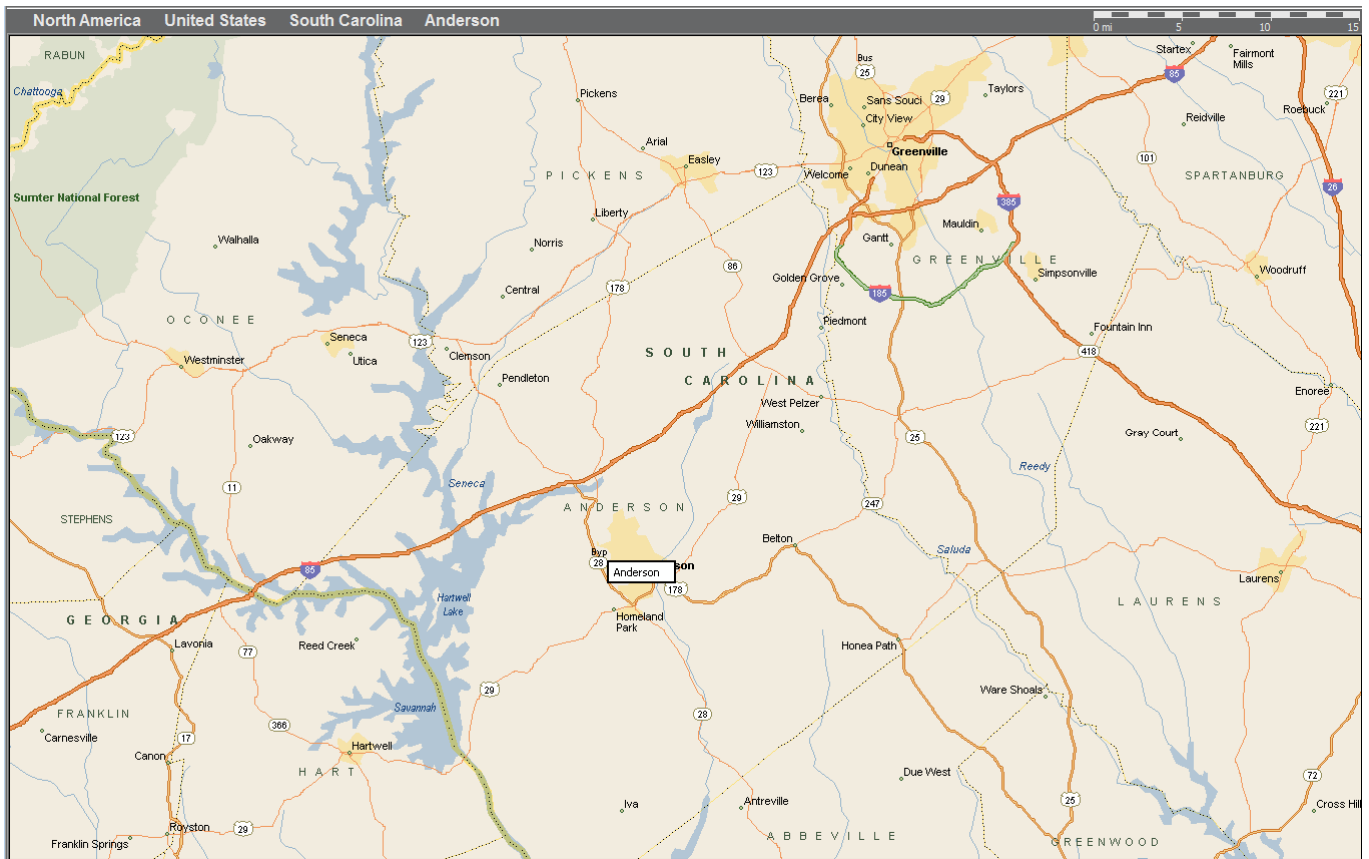 North America United States South Carolina Anderson
0 mi 5 10 15
RABUN
Chattooga
Sumter National Forest
Walhalla
OCONEE
Westminster
Seneca
Utica
123
Clemson
Pendleton
Pickens
Arial
Easley
PICKENS
123
Liberty
Norris
Central
178
86
Bus
25
Berea
Sans Souci
29
City View
Taylors
Greenville
Dunean
Welcome
Startex
85
Fairmont
Mills
221
Roebuck
Reidville
101
SPARTANBURG
26
385
Mauldin
Gantt
GREENVILLE
Golden Grove
185
Simpsonville
Woodruff
Piedmont
Fountain Inn
418
SOUTH
CAROLINA
West Pelzer
Williamston
25
Enoree
221
Gray Court
Reedy
123
Oakway
11
STEPHENS
Seneca
ANDERSON
29
247
Byp
28
Anderson
son
178
Belton
Saluda
Laurens
LAURENS
85
Hartwell
Lake
Homeland
Park
GEORGIA
Lavonia
77
Reed Creek
Honea Path
Ware Shoals
29
Savannah
28
FRANKLIN
Carnesville
366
17
Canon
Hartwell
HART
Due West
72
25
Iva
Antreville
Cross Hil
Royston
29
Franklin Springs
ABBEVILLE
GREENWOOD